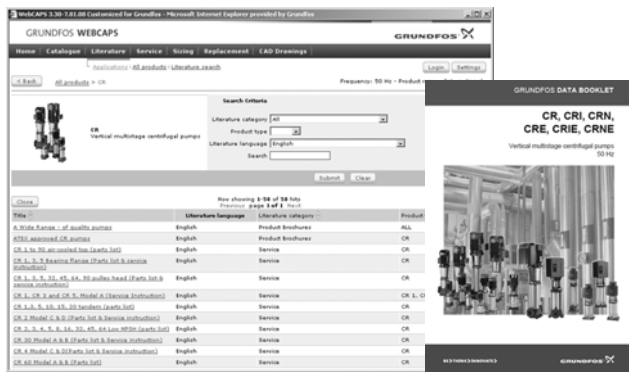 WebCAPS 3.30-7.01.08 Customized for Grundfos - Microsoft Internet Explorer provided by Grundfos
GRUNDFOS WEBCAPS
GRUNDFOS
Home Catalogue Literature Service Sizing Replacement CAD Drawings
Applications · All products · Literature search
Login Settings
< Back All products > CR
Frequency: 50 Hz - Product
Search Criteria
CR
Vertical multistage centrifugal pumps
Literature category All
Product type
Literature language English
Search
Submit Clear
Close
Now showing 1-58 of 58 hits
Previous page 1 of 1 Next
Title Literature language Literature category Product
A Wide Range - of quality pumps English Product Brochures ALL
ATEX approved CR pumps English Product Brochures CR
CR 1 to 90 air-cooled top (parts list) English Service CR
CR 1, 3, 5 Bearing flange (Parts list & service instruction) English Service CR
CR 1, 3, 5, 32, 45, 64, 90 pulley head (Parts list & service instruction) English Service CR
CR 1, CR 3 and CR 5, Model A (Service Instruction) English Service CR 1, C
CR 1,3, 5, 10, 15, 20 tandem (parts list) English Service CR
CR 2 Model C & D (Parts list & Service instruction) English Service CR
CR 2, 3, 4, 5, 8, 16, 32, 45, 64 Low NPSH (parts list) English Service CR
CR 30 Model A & B (Parts list & Service instruction) English Service CR
CR 4 Model C & D(Parts list & Service instruction) English Service CR
CR 60 Model A & B (Parts list) English Service CR
GRUNDFOS DATA BOOKLET
CR, CRI, CRN,
CRE, CRIE, CRNE
Vertical multistage centrifugal pumps
50 Hz
BE>THINK>INNOVATE>
GRUNDFOS